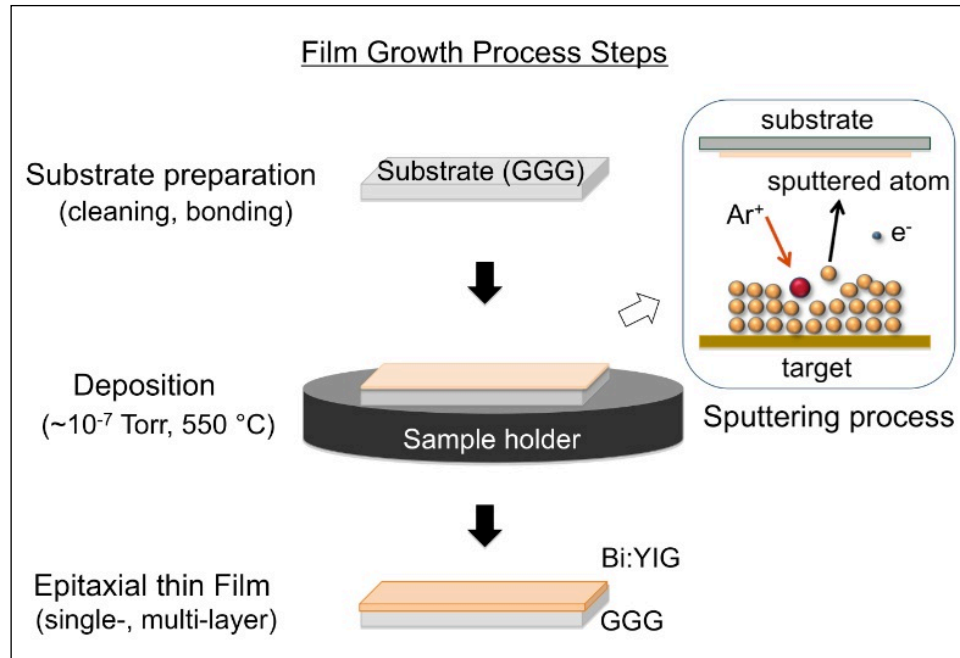 Film Growth Process Steps
Substrate preparation
(cleaning, bonding)
Substrate (GGG)
Deposition
(~10⁻⁷ Torr, 550 °C)
Sample holder
Epitaxial thin Film
(single-, multi-layer)
Bi:YIG
GGG
substrate
sputtered atom
Ar⁺
e⁻
target
Sputtering process